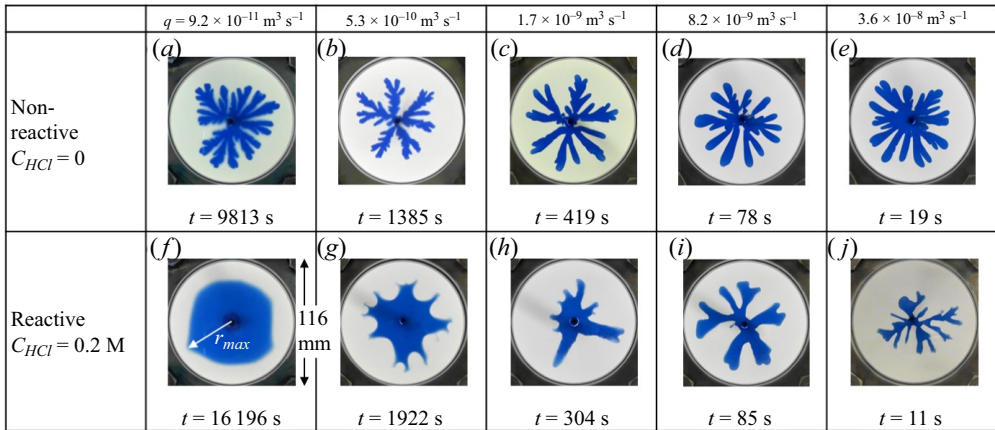 q = 9.2 × 10⁻¹¹ m³ s⁻¹
5.3 × 10⁻¹⁰ m³ s⁻¹
1.7 × 10⁻⁹ m³ s⁻¹
8.2 × 10⁻⁹ m³ s⁻¹
3.6 × 10⁻⁸ m³ s⁻¹
Non-
reactive
C_HCl = 0
(a)
(b)
(c)
(d)
(e)
t = 9813 s
t = 1385 s
t = 419 s
t = 78 s
t = 19 s
Reactive
C_HCl = 0.2 M
(f)
(g)
(h)
(i)
(j)
r_max
116
mm
t = 16 196 s
t = 1922 s
t = 304 s
t = 85 s
t = 11 s